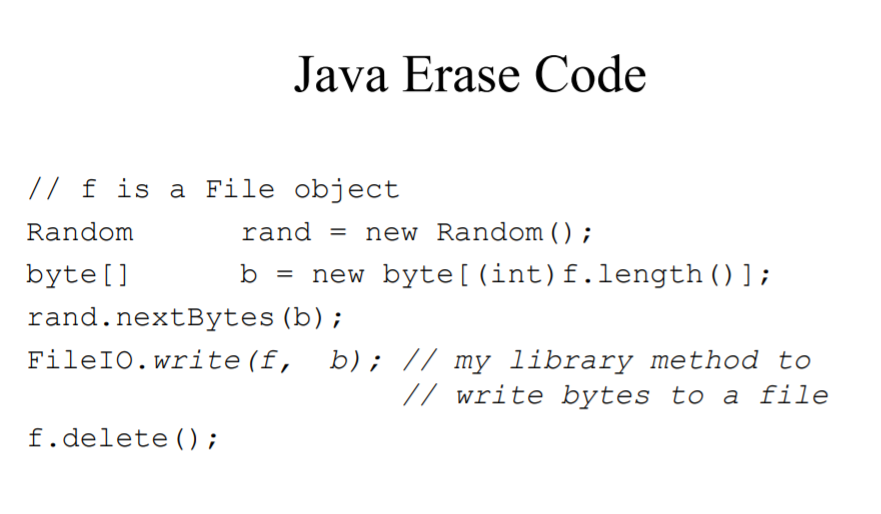 Java Erase Code
// f is a File object
Random rand = new Random();
byte[] b = new byte[(int)f.length()];
rand.nextBytes(b);
FileIO.write(f, b); // my library method to
// write bytes to a file
f.delete();